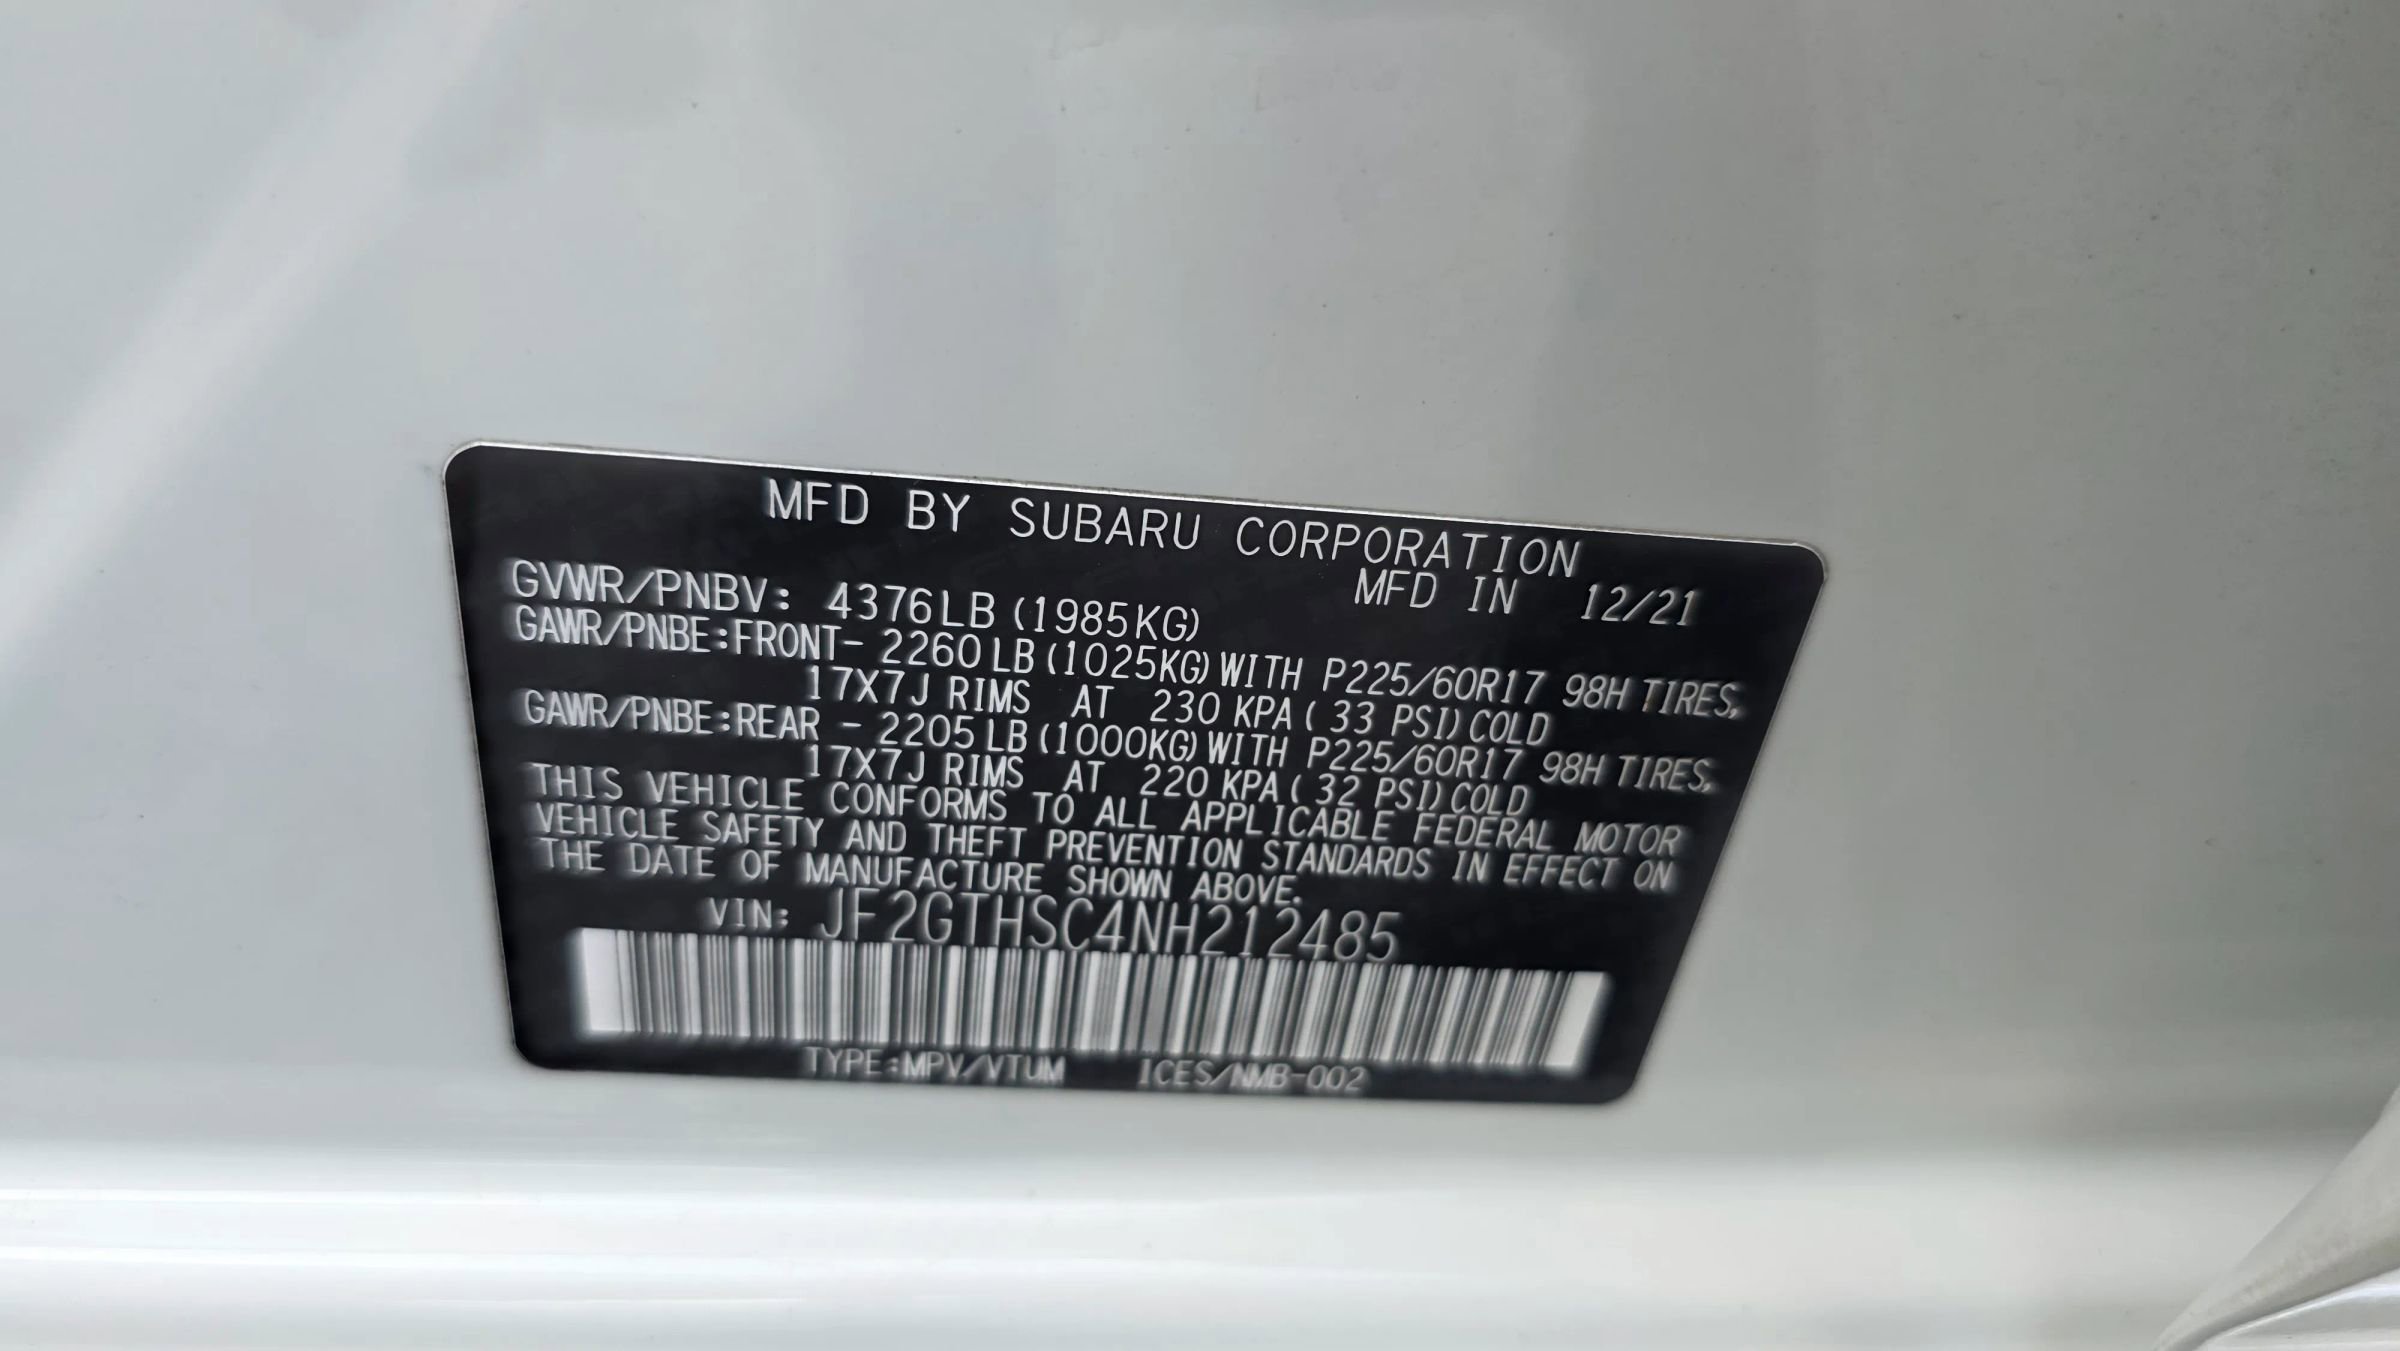 MFD BY SUBARU CORPORATION
MFD IN 12/21
GVWR/PNBV: 4376LB (1985KG)
GAWR/PNBE:FRONT- 2260 LB (1025KG) WITH P225/60R17 98H TIRES,
17X7J RIMS AT 230 KPA ( 33 PSI) COLD
GAWR/PNBE:REAR - 2205 LB (1000KG) WITH P225/60R17 98H TIRES,
17X7J RIMS AT 220 KPA ( 32 PSI) COLD
THIS VEHICLE CONFORMS TO ALL APPLICABLE FEDERAL MOTOR
VEHICLE SAFETY AND THEFT PREVENTION STANDARDS IN EFFECT ON
THE DATE OF MANUFACTURE SHOWN ABOVE.
VIN: JF2GTHSC4NH212485
TYPE:MPV/VTUM ICES/NMB-002